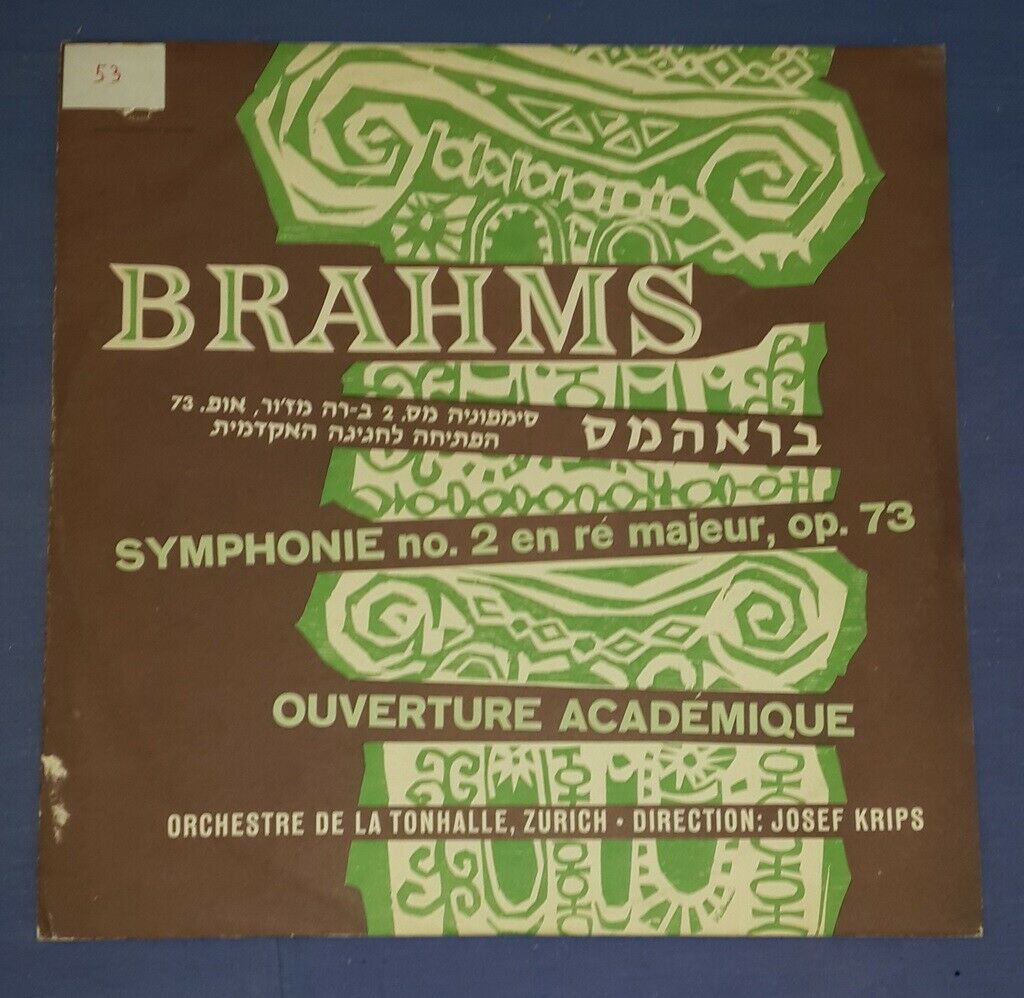 53
BRAHMS
בראהמס
סימפוניה מס. 2 ב-רה מז'ור, אופ. 73
הפתיחה לחגיגה האקדמית
SYMPHONIE no. 2 en ré majeur, op. 73
OUVERTURE ACADÉMIQUE
ORCHESTRE DE LA TONHALLE, ZURICH • DIRECTION: JOSEF KRIPS